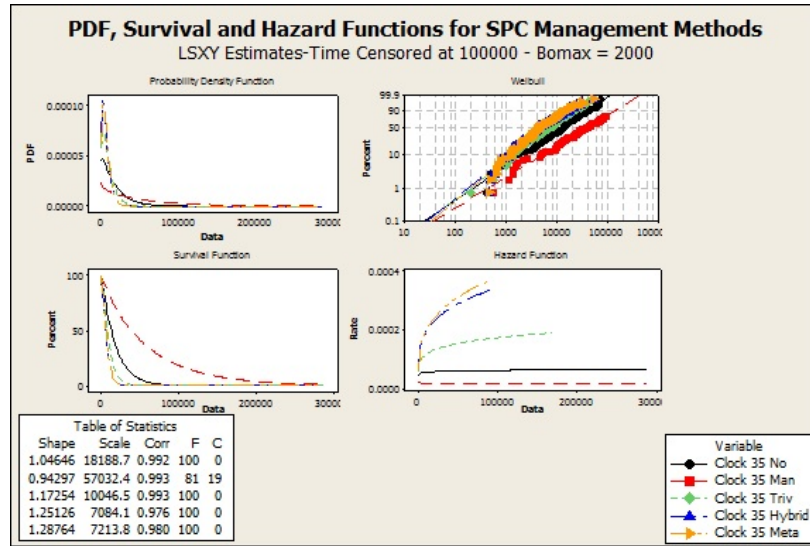 PDF, Survival and Hazard Functions for SPC Management Methods
LSXY Estimates-Time Censored at 100000 - Bomax = 2000
Probability Density Function
0.00010
0.00005
0.00000
PDF
0 100000 200000 30000
Data
Weibull
99.9
90
50
10
1
0.1
Percent
10 100 1000 10000 100000 10000
Survival Function
100
50
0
Percent
0 100000 200000 30000
Data
Hazard Function
0.0004
0.0002
0.0000
Rate
0 100000 200000 3000
Data
Table of Statistics
Shape Scale Corr F C
1.04646 18188.7 0.992 100 0
0.94297 57032.4 0.993 81 19
1.17254 10046.5 0.993 100 0
1.25126 7084.1 0.976 100 0
1.28764 7213.8 0.980 100 0
Variable
Clock 35 No
Clock 35 Man
Clock 35 Triv
Clock 35 Hybrid
Clock 35 Meta